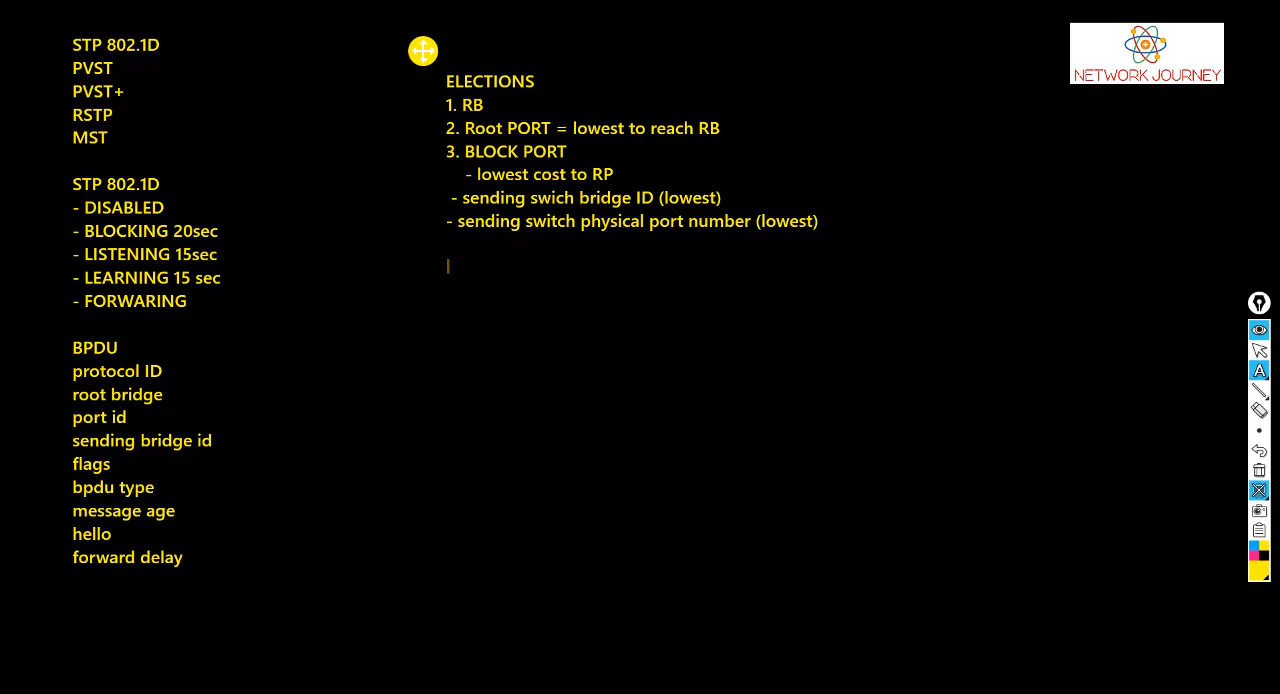 STP 802.1D
PVST
PVST+
RSTP
MST
STP 802.1D
- DISABLED
- BLOCKING 20sec
- LISTENING 15sec
- LEARNING 15 sec
- FORWARING
BPDU
protocol ID
root bridge
port id
sending bridge id
flags
bpdu type
message age
hello
forward delay
ELECTIONS
1. RB
2. Root PORT = lowest to reach RB
3. BLOCK PORT
- lowest cost to RP
- sending swich bridge ID (lowest)
- sending switch physical port number (lowest)
NETWORK JOURNEY
A